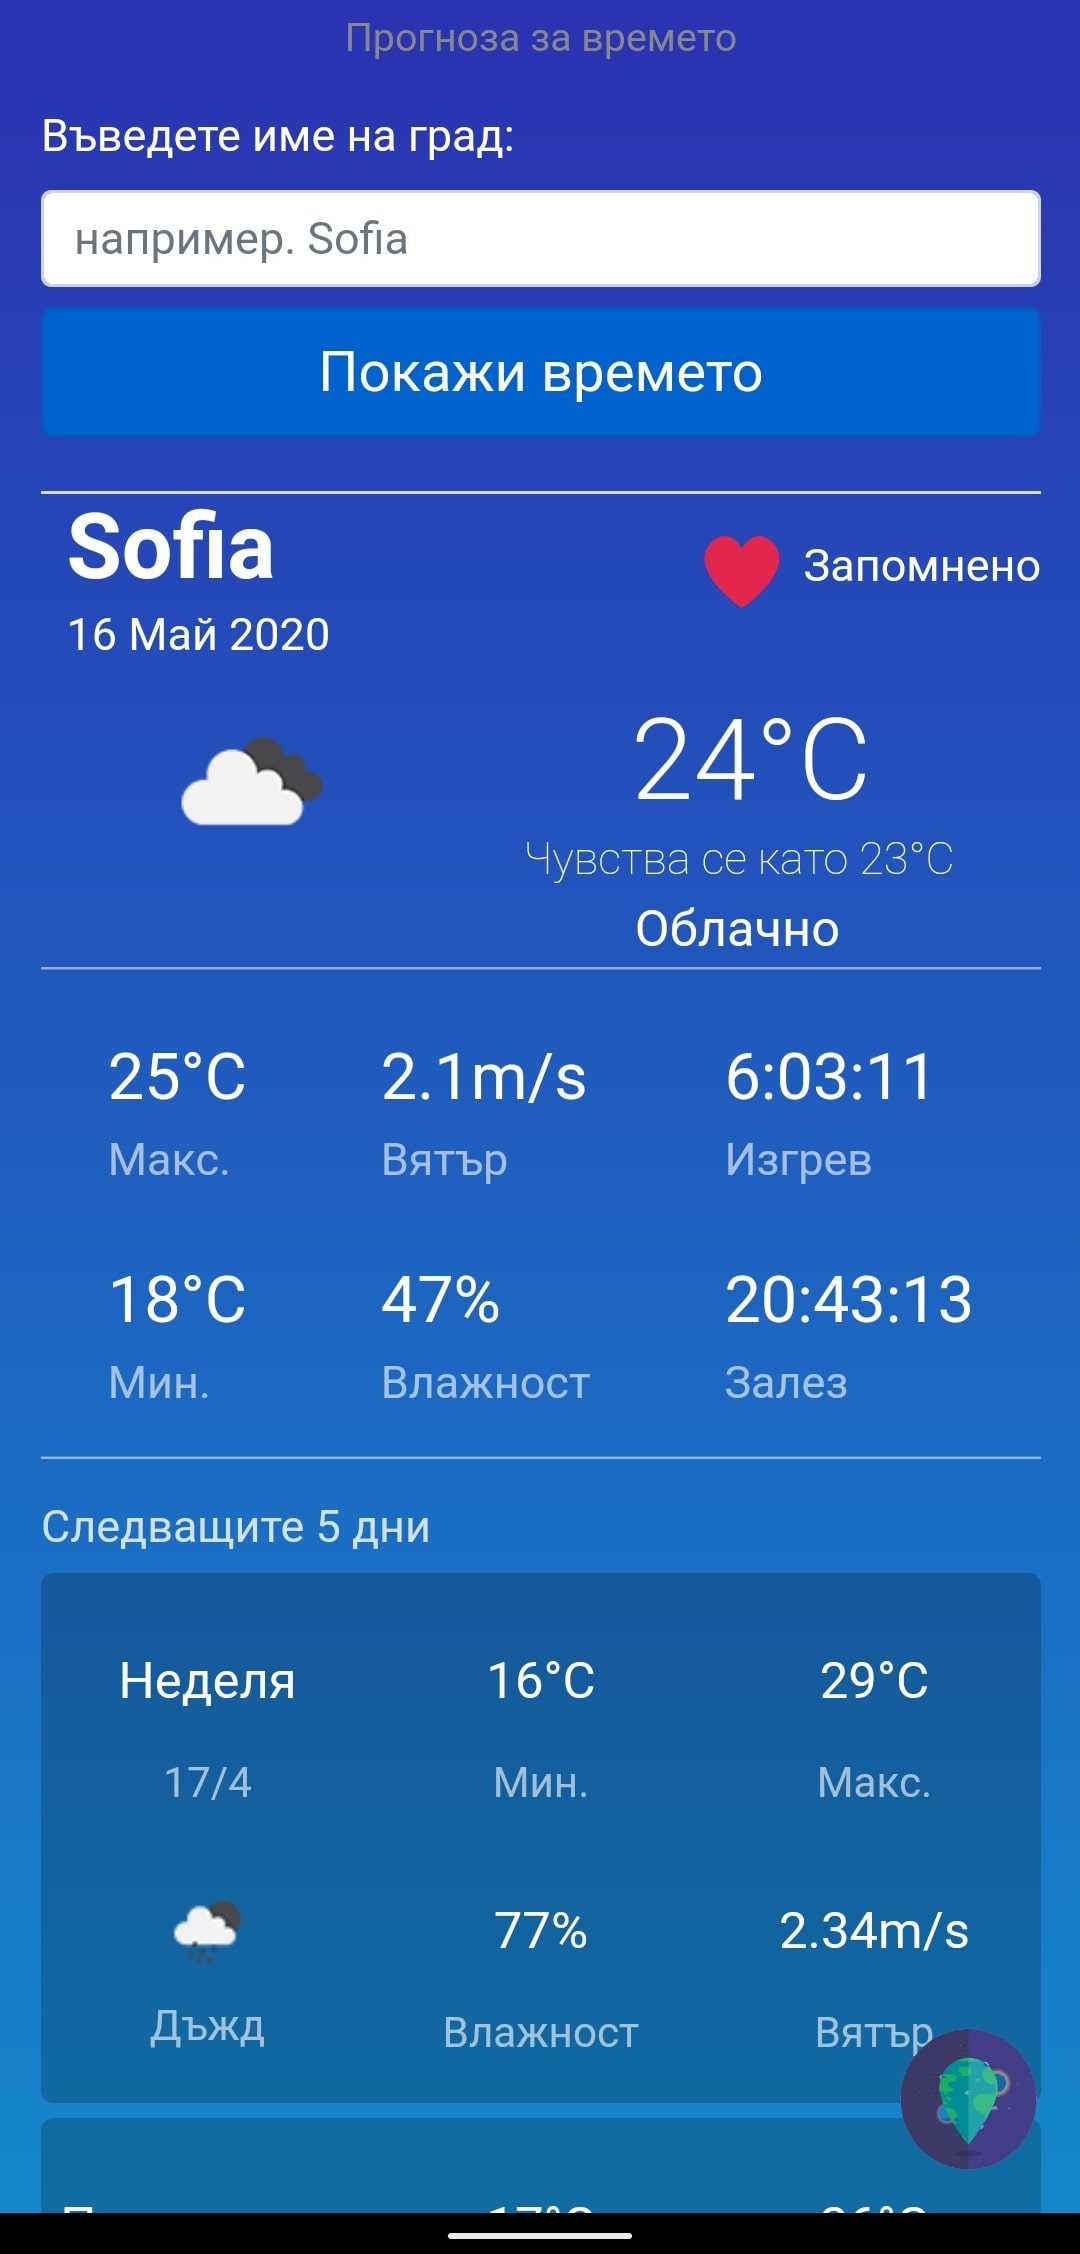 Прогноза за времето
Въведете име на град:
например. Sofia
Покажи времето
Sofia
Запомнено
16 Май 2020
24°C
Чувства се като 23°C
Облачно
25°C 2.1m/s 6:03:11
Макс. Вятър Изгрев
18°C 47% 20:43:13
Мин. Влажност Залез
Следващите 5 дни
Неделя 16°C 29°C
17/4 Мин. Макс.
77% 2.34m/s
Дъжд Влажност Вятър